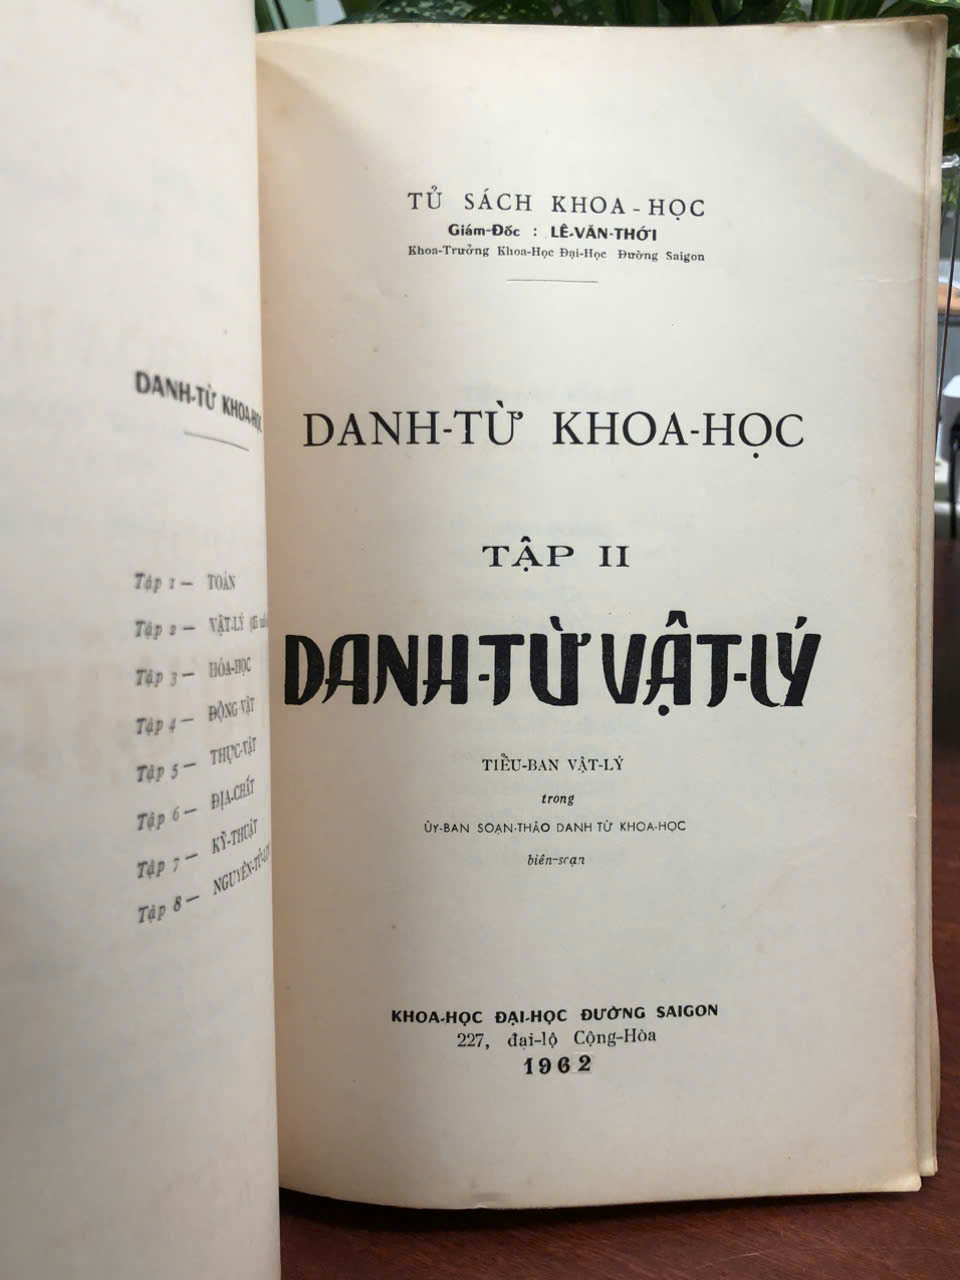 DANH-TỪ KHOA-HỌC
Tập 1 — TOÁN
Tập 2 — VẬT-LÝ
Tập 3 — HÓA-HỌC
Tập 4 — ĐỘNG-VẬT
Tập 5 — THỰC-VẬT
Tập 6 — ĐỊA-CHẤT
Tập 7 — KỸ-THUẬT
Tập 8 — NGUYÊN-TỬ-
TỦ SÁCH KHOA-HỌC
Giám-Đốc : LÊ-VĂN-THỚI
Khoa-Trưởng Khoa-Học Đại-Học Đường Saigon
DANH-TỪ KHOA-HỌC
TẬP II
DANH-TỪ VẬT-LÝ
TIỂU-BAN VẬT-LÝ
trong
ỦY-BAN SOẠN-THẢO DANH TỪ KHOA-HỌC
biên-soạn
KHOA-HỌC ĐẠI-HỌC ĐƯỜNG SAIGON
227, đại-lộ Cộng-Hòa
1962